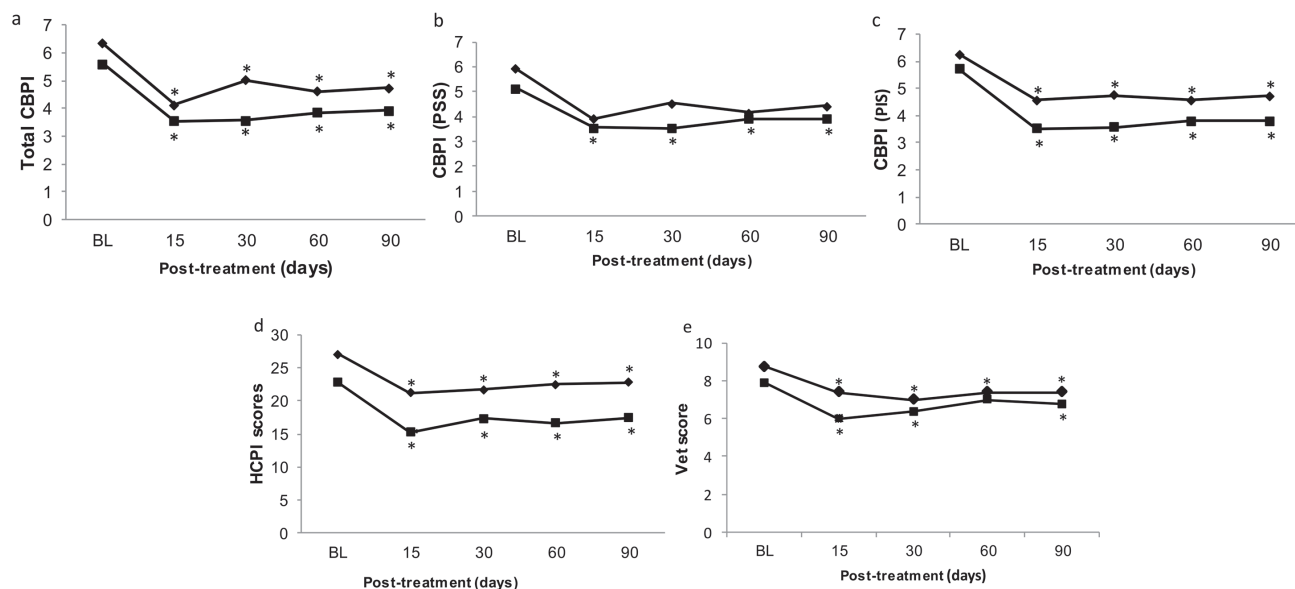 a
Total CBPI
7
6
5
4
3
2
1
0
* * * *
* * * *
BL 15 30 60 90
Post-treatment (days)
b
CBPI (PSS)
7
6
5
4
3
2
1
0
* * * *
BL 15 30 60 90
Post-treatment (days)
c
CBPI (PIS)
7
6
5
4
3
2
1
0
* * * *
* * * *
BL 15 30 60 90
Post-treatment (days)
d
HCPI scores
30
25
20
15
10
5
0
* * * *
* * * *
BL 15 30 60 90
Post-treatment (days)
e
Vet score
10
8
6
4
2
0
* * * *
* * *
BL 15 30 60 90
Post-treatment (days)